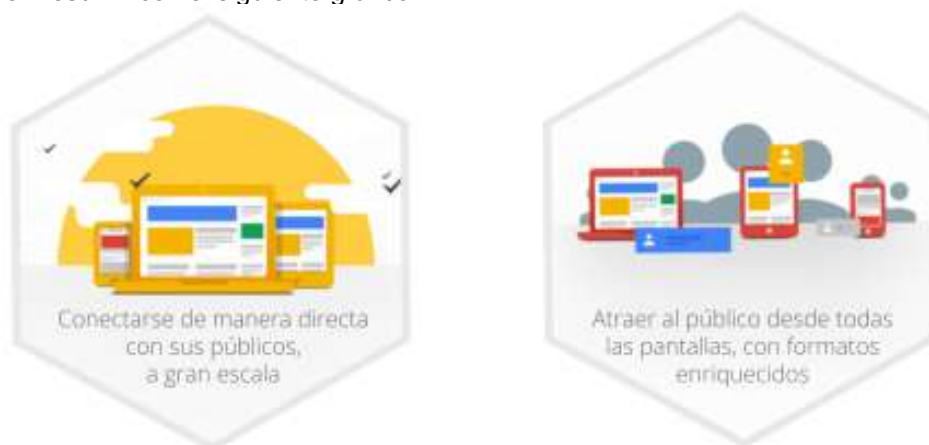 Conectarse de manera directa
con sus públicos,
a gran escala
Atraer al público desde todas
las pantallas, con formatos
enriquecidos